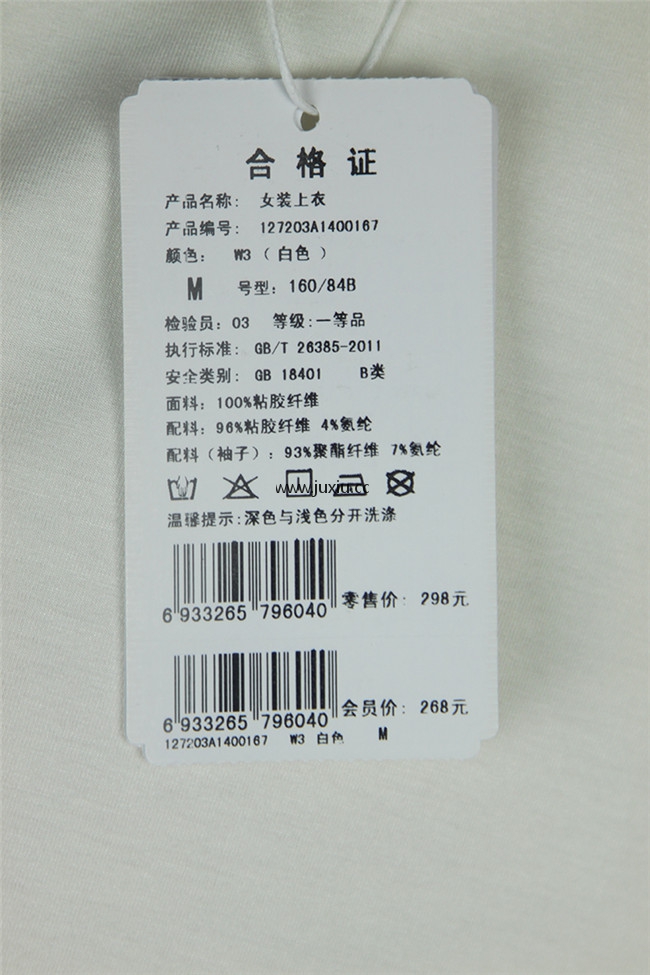 合格证
产品名称: 女装上衣
产品编号: 127203A1400167
颜色: W3 (白色)
M 号型: 160/84B
检验员: 03 等级:一等品
执行标准: GB/T 26385-2011
安全类别: GB 18401 B类
面料: 100%粘胶纤维
配料: 96%粘胶纤维 4%氨纶
配料(袖子): 93%聚酯纤维 7%氨纶
www.juxiu.cc
温馨提示:深色与浅色分开洗涤
6 933265 796040 零售价: 298元
6 933265 796040 会员价: 268元
127203A1400167 W3 白色 M